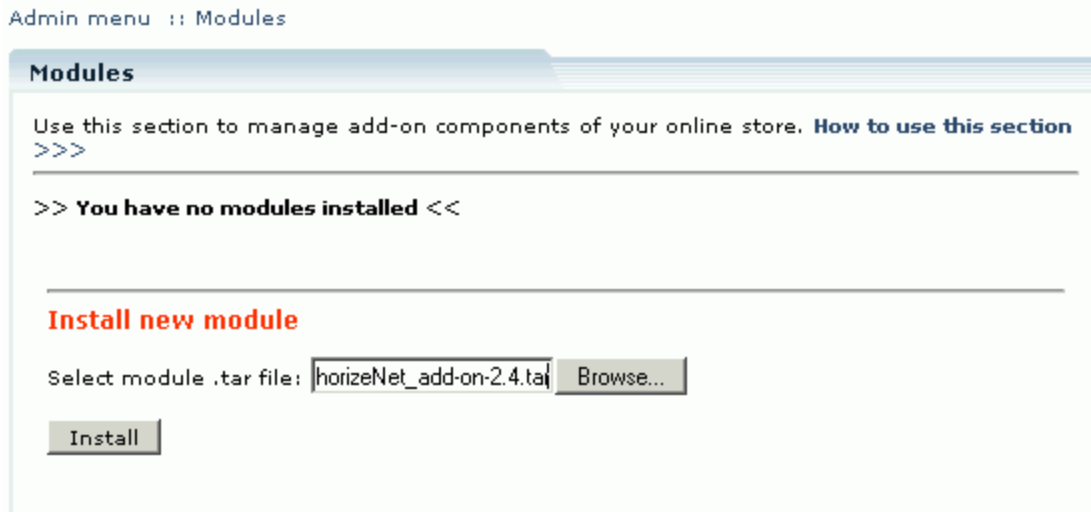 Admin menu :: Modules
Modules
Use this section to manage add-on components of your online store. How to use this section
>>>
>> You have no modules installed <<
Install new module
Select module .tar file: horizeNet_add-on-2.4.tar Browse...
Install